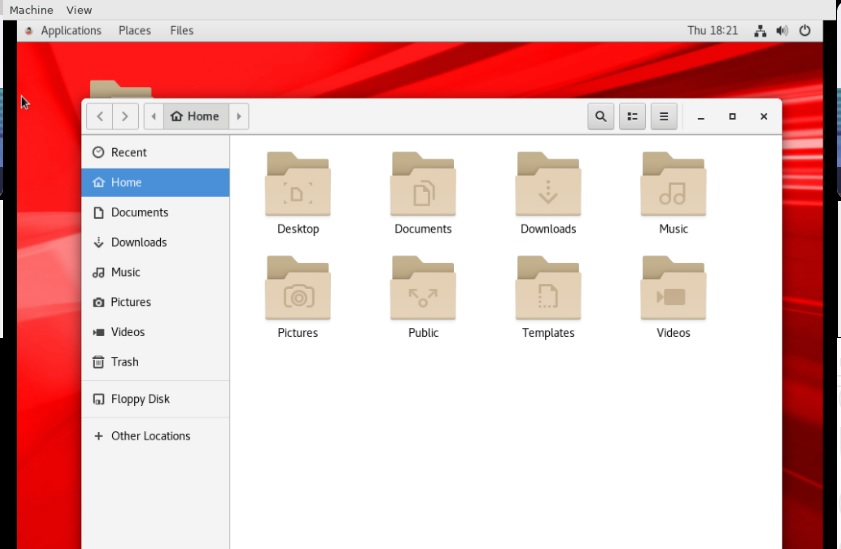 Machine View
Applications Places Files Thu 18:21
Home
Recent
Home
Documents
Downloads
Music
Pictures
Videos
Trash
Floppy Disk
Other Locations
Desktop Documents Downloads Music
Pictures Public Templates Videos